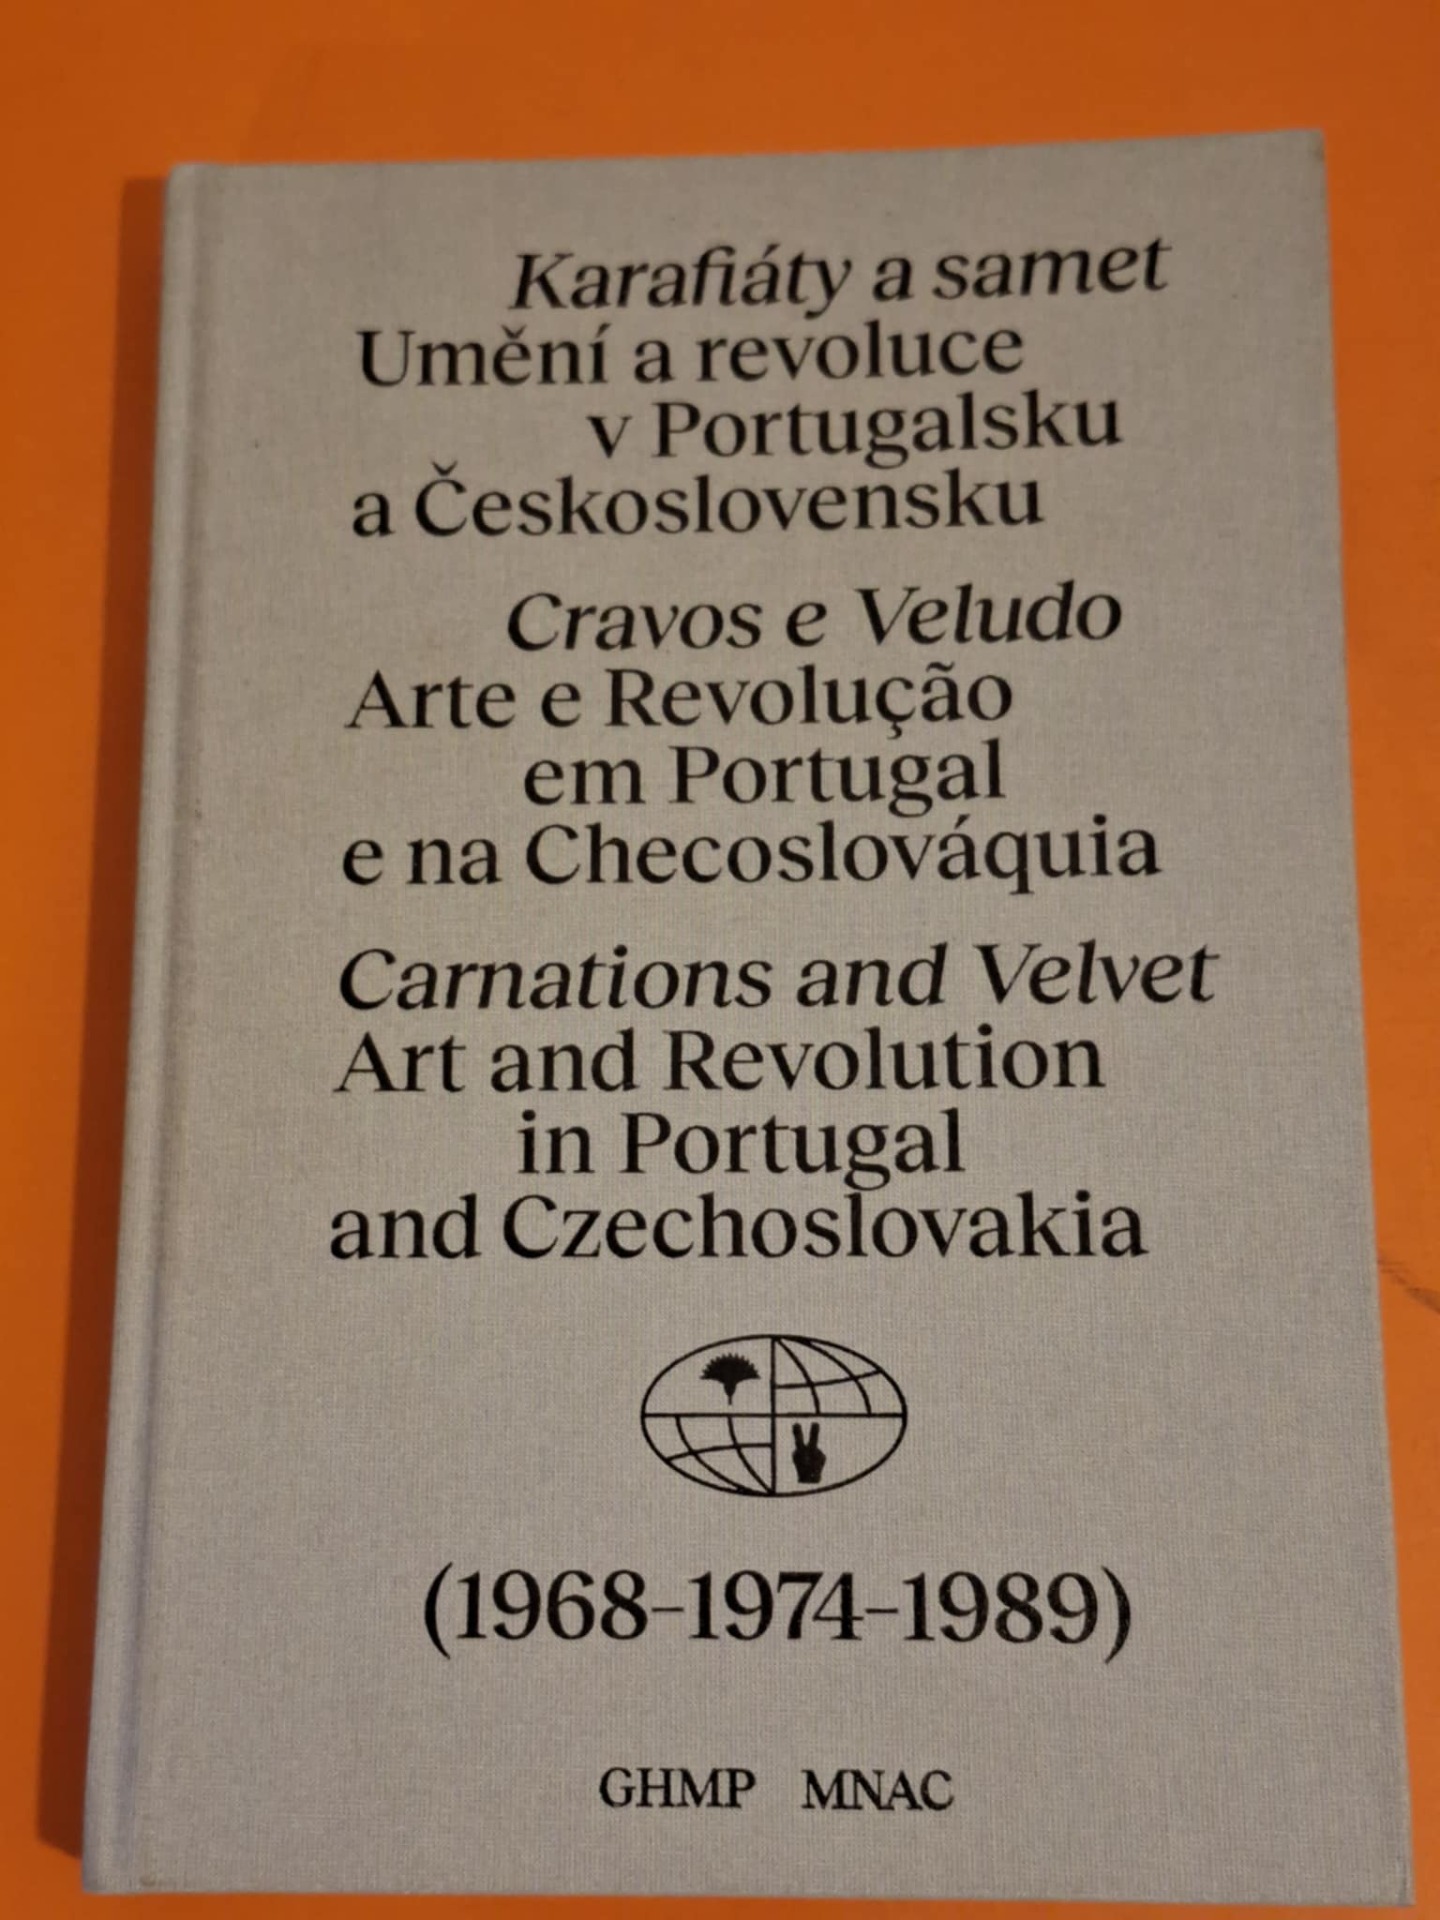 Karafiáty a samet
Umění a revoluce
v Portugalsku
a Československu
Cravos e Veludo
Arte e Revolução
em Portugal
e na Checoslováquia
Carnations and Velvet
Art and Revolution
in Portugal
and Czechoslovakia
(1968–1974–1989)
GHMP MNAC